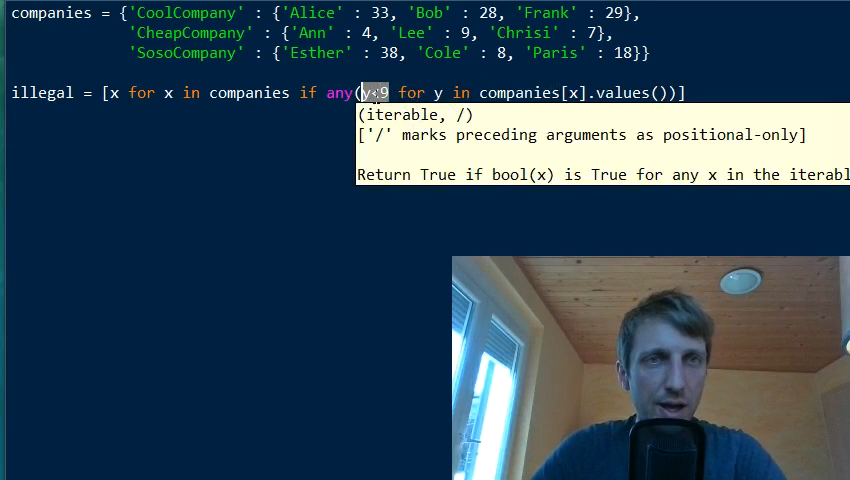 companies = {'CoolCompany' : {'Alice' : 33, 'Bob' : 28, 'Frank' : 29},
'CheapCompany' : {'Ann' : 4, 'Lee' : 9, 'Chrisi' : 7},
'SosoCompany' : {'Esther' : 38, 'Cole' : 8, 'Paris' : 18}}
illegal = [x for x in companies if any(y<9 for y in companies[x].values())]
(iterable, /)
['/' marks preceding arguments as positional-only]
Return True if bool(x) is True for any x in the iterabl